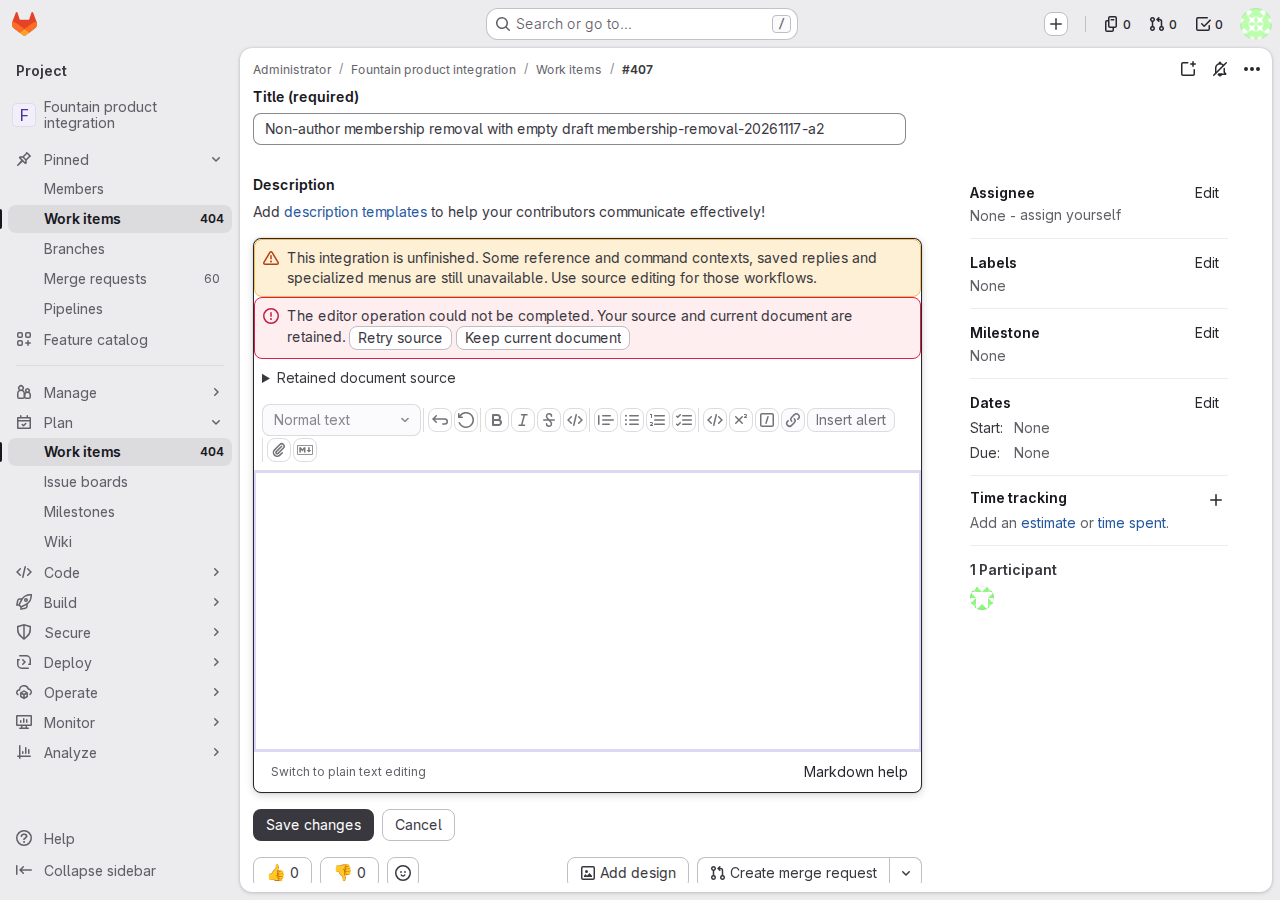 Search or go to...
/
0
0
0
Project
F
Fountain product integration
Pinned
Members
Work items 404
Branches
Merge requests 60
Pipelines
Feature catalog
Manage
Plan
Work items 404
Issue boards
Milestones
Wiki
Code
Build
Secure
Deploy
Operate
Monitor
Analyze
Help
Collapse sidebar
Administrator / Fountain product integration / Work items / #407
Title (required)
Non-author membership removal with empty draft membership-removal-20261117-a2
Description
Add description templates to help your contributors communicate effectively!
This integration is unfinished. Some reference and command contexts, saved replies and
specialized menus are still unavailable. Use source editing for those workflows.
The editor operation could not be completed. Your source and current document are
retained. Retry source Keep current document
Retained document source
Normal text
Insert alert
Switch to plain text editing
Markdown help
Save changes
Cancel
👍 0
👎 0
Add design
Create merge request
Assignee Edit
None - assign yourself
Labels Edit
None
Milestone Edit
None
Dates Edit
Start: None
Due: None
Time tracking
Add an estimate or time spent.
1 Participant